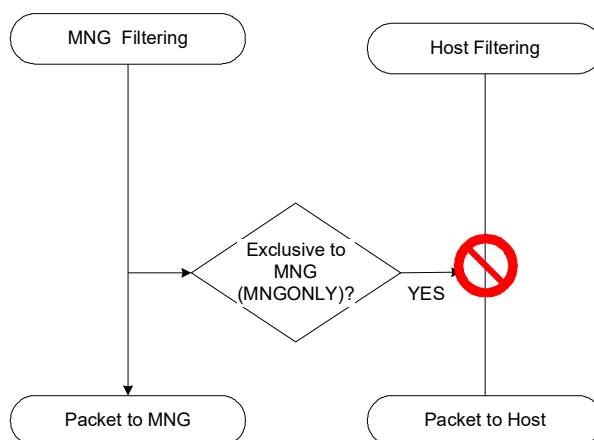 MNG  Filtering
Host Filtering
Exclusive to
MNG
(MNGONLY)?
YES
Packet to MNG
Packet to Host